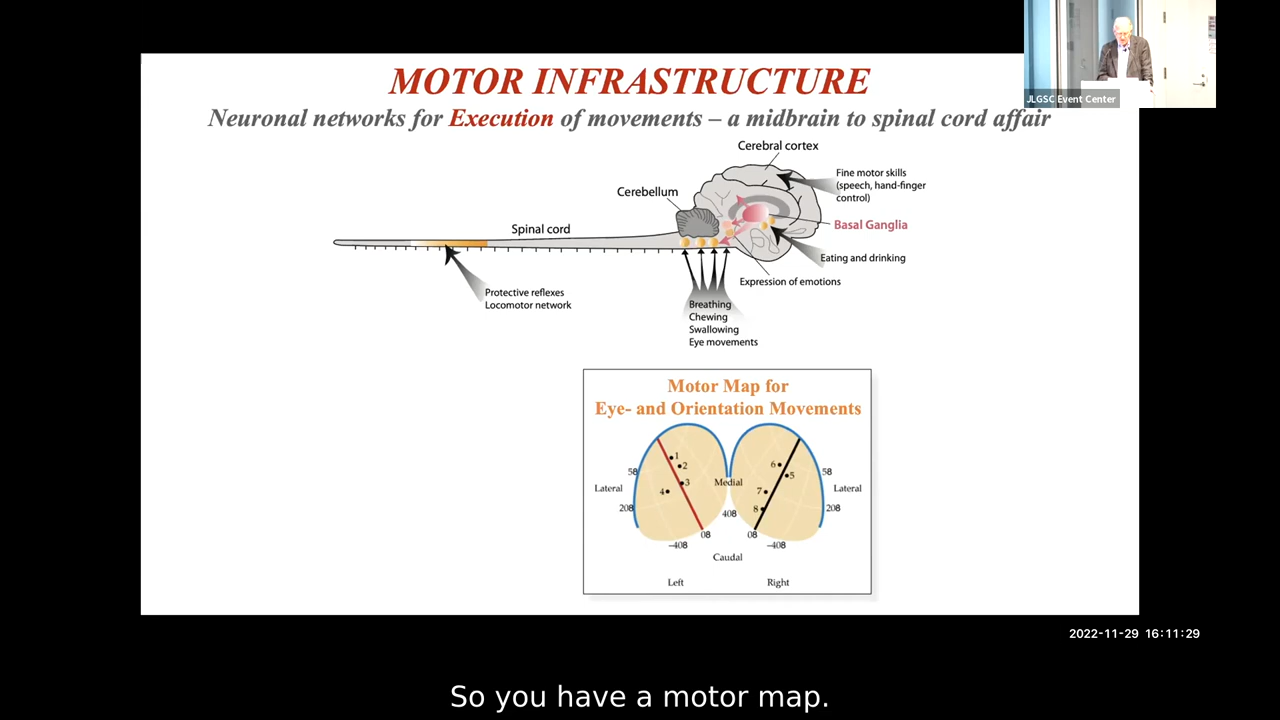 MOTOR INFRASTRUCTURE
Neuronal networks for Execution of movements – a midbrain to spinal cord affair
JLGSC Event Center
Cerebral cortex
Fine motor skills
(speech, hand-finger
control)
Cerebellum
Basal Ganglia
Spinal cord
Eating and drinking
Expression of emotions
Protective reflexes
Locomotor network
Breathing
Chewing
Swallowing
Eye movements
Motor Map for
Eye- and Orientation Movements
1
2
3
4
58
Lateral
208
Medial
408
6
5
7
8
58
Lateral
208
08
08
–408
–408
Caudal
Left
Right
2022-11-29 16:11:29
So you have a motor map.